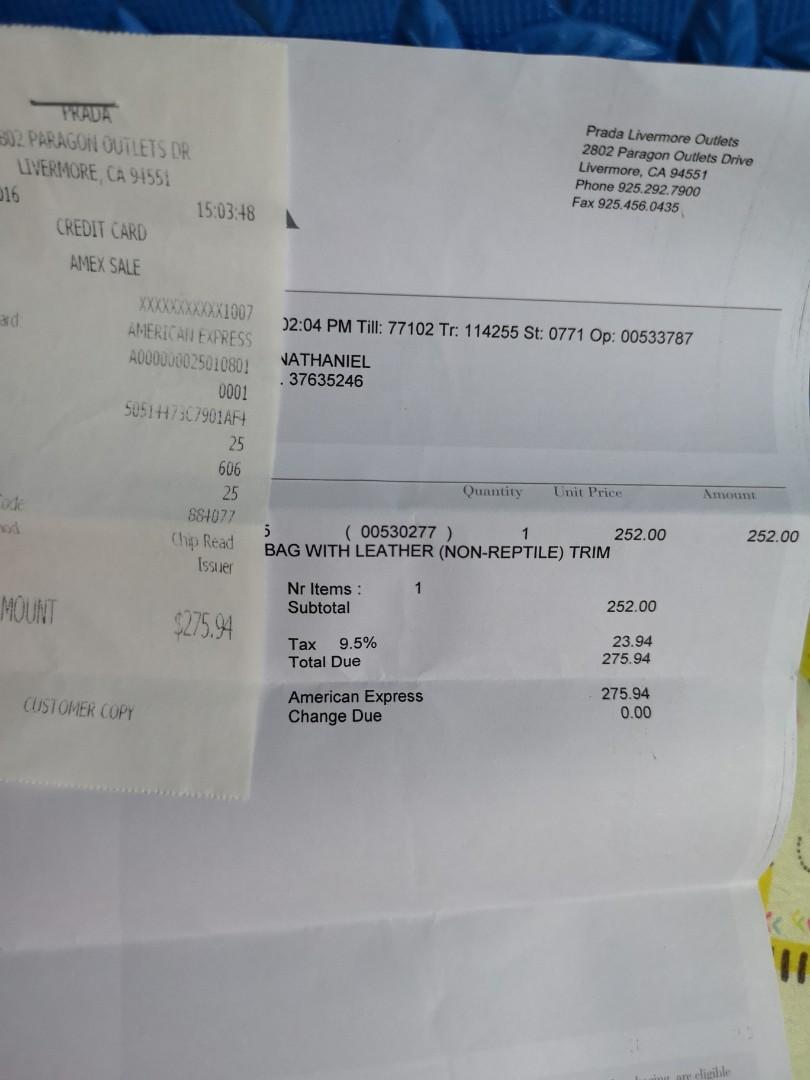 PRADA
802 PARAGON OUTLETS DR
LIVERMORE, CA 94551
016
15:03:48
CREDIT CARD
AMEX SALE
XXXXXXXXXXX1007
ard
AMERICAN EXPRESS
A000000025010801
0001
50514473C7901AF4
25
606
25
ode
884077
Chip Read
Issuer
MOUNT
$275.94
CUSTOMER COPY
Prada Livermore Outlets
2802 Paragon Outlets Drive
Livermore, CA 94551
Phone 925.292.7900
Fax 925.456.0435
02:04 PM Till: 77102 Tr: 114255 St: 0771 Op: 00533787
NATHANIEL
. 37635246
Quantity Unit Price Amount
5 ( 00530277 ) 1 252.00 252.00
BAG WITH LEATHER (NON-REPTILE) TRIM
Nr Items : 1
Subtotal 252.00
Tax 9.5% 23.94
Total Due 275.94
American Express 275.94
Change Due 0.00
are eligible